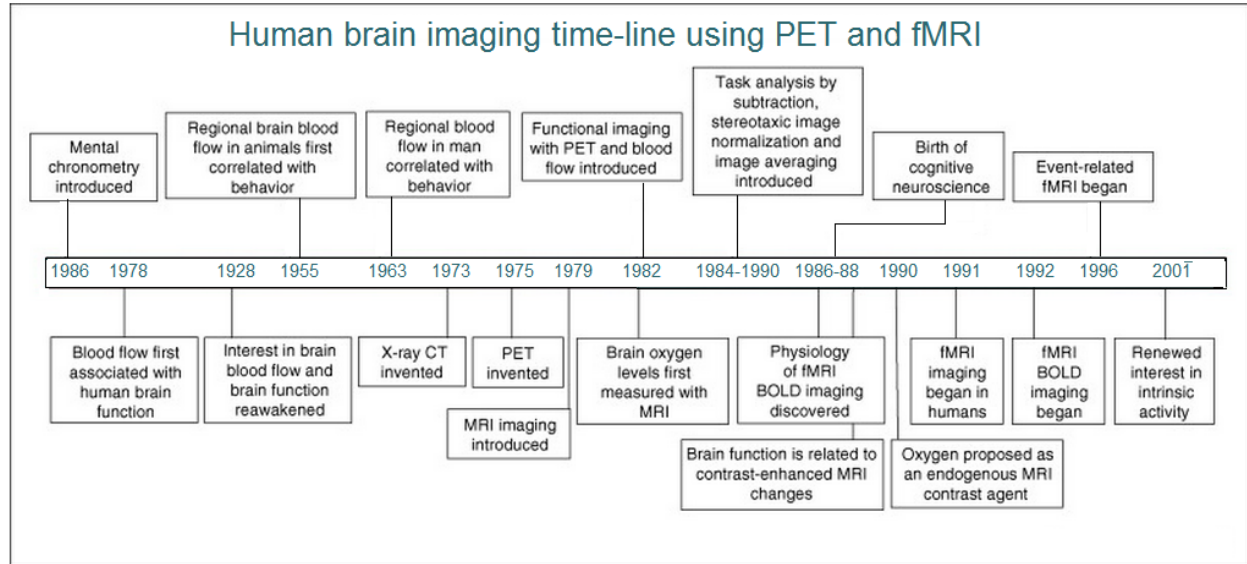 Human brain imaging time-line using PET and fMRI
Mental
chronometry
introduced
Regional brain blood
flow in animals first
correlated with
behavior
Regional blood
flow in man
correlated with
behavior
Functional imaging
with PET and blood
flow introduced
Task analysis by
subtraction,
stereotaxic image
normalization and
image averaging
introduced
Birth of
cognitive
neuroscience
Event-related
fMRI began
1986 1978 1928 1955 1963 1973 1975 1979 1982 1984-1990 1986-88 1990 1991 1992 1996 2001
Blood flow first
associated with
human brain
function
Interest in brain
blood flow and
brain function
reawakened
X-ray CT
invented
PET
invented
MRI imaging
introduced
Brain oxygen
levels first
measured with
MRI
Physiology
of fMRI
BOLD imaging
discovered
Brain function is related to
contrast-enhanced MRI
changes
Oxygen proposed as
an endogenous MRI
contrast agent
fMRI
imaging
began in
humans
fMRI
BOLD
imaging
began
Renewed
interest in
intrinsic
activity